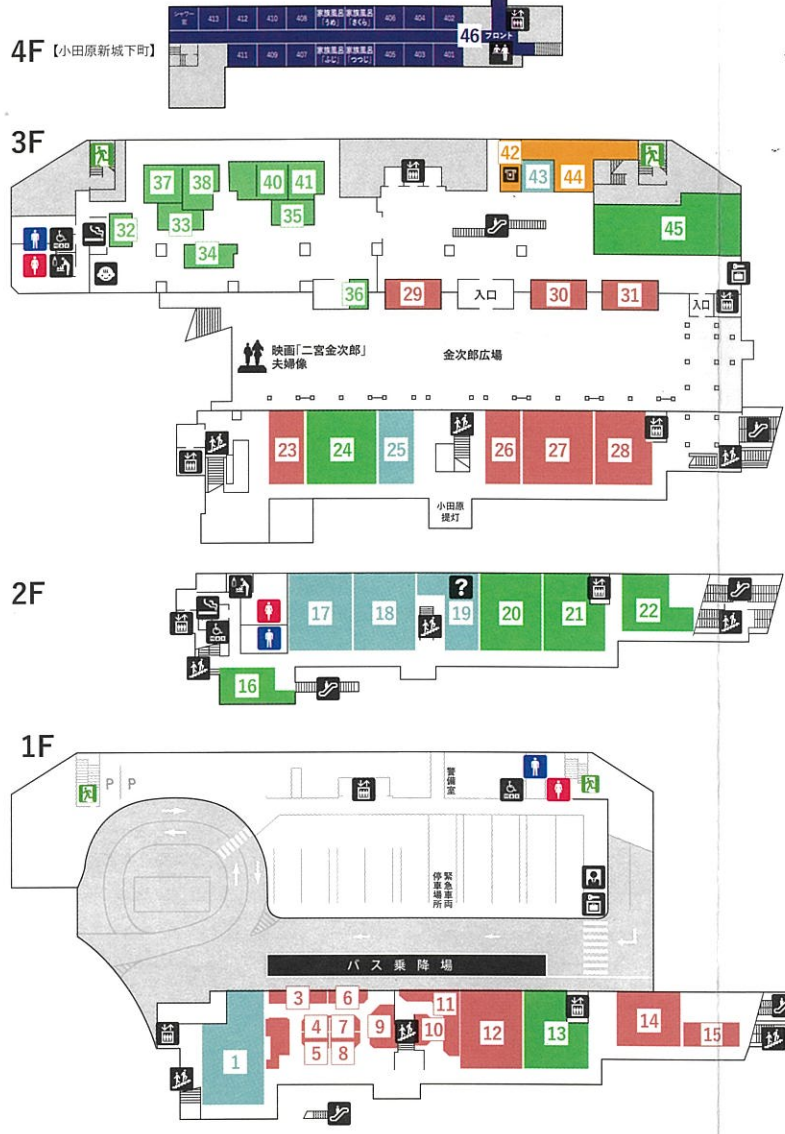 4F【小田原新城下町】
シャワー室 413 412 410 408 家族風呂「うめ」 家族風呂「さくら」 406 404 402
46 フロント
411 409 407 家族風呂「ふじ」 家族風呂「つつじ」 405 403 401
3F
42 43 44
37 38 40 41
33 35
32 34 45
36 29 入口 30 31 入口
映画「二宮金次郎」
夫婦像
金次郎広場
23 24 25 26 27 28
小田原
提灯
2F
?
17 18 19 20 21 22
16
1F
P P
警備室
緊急車両
停車場所
バス乗降場
3 6 11
4 7 9 10 12 13 14 15
5 8
1